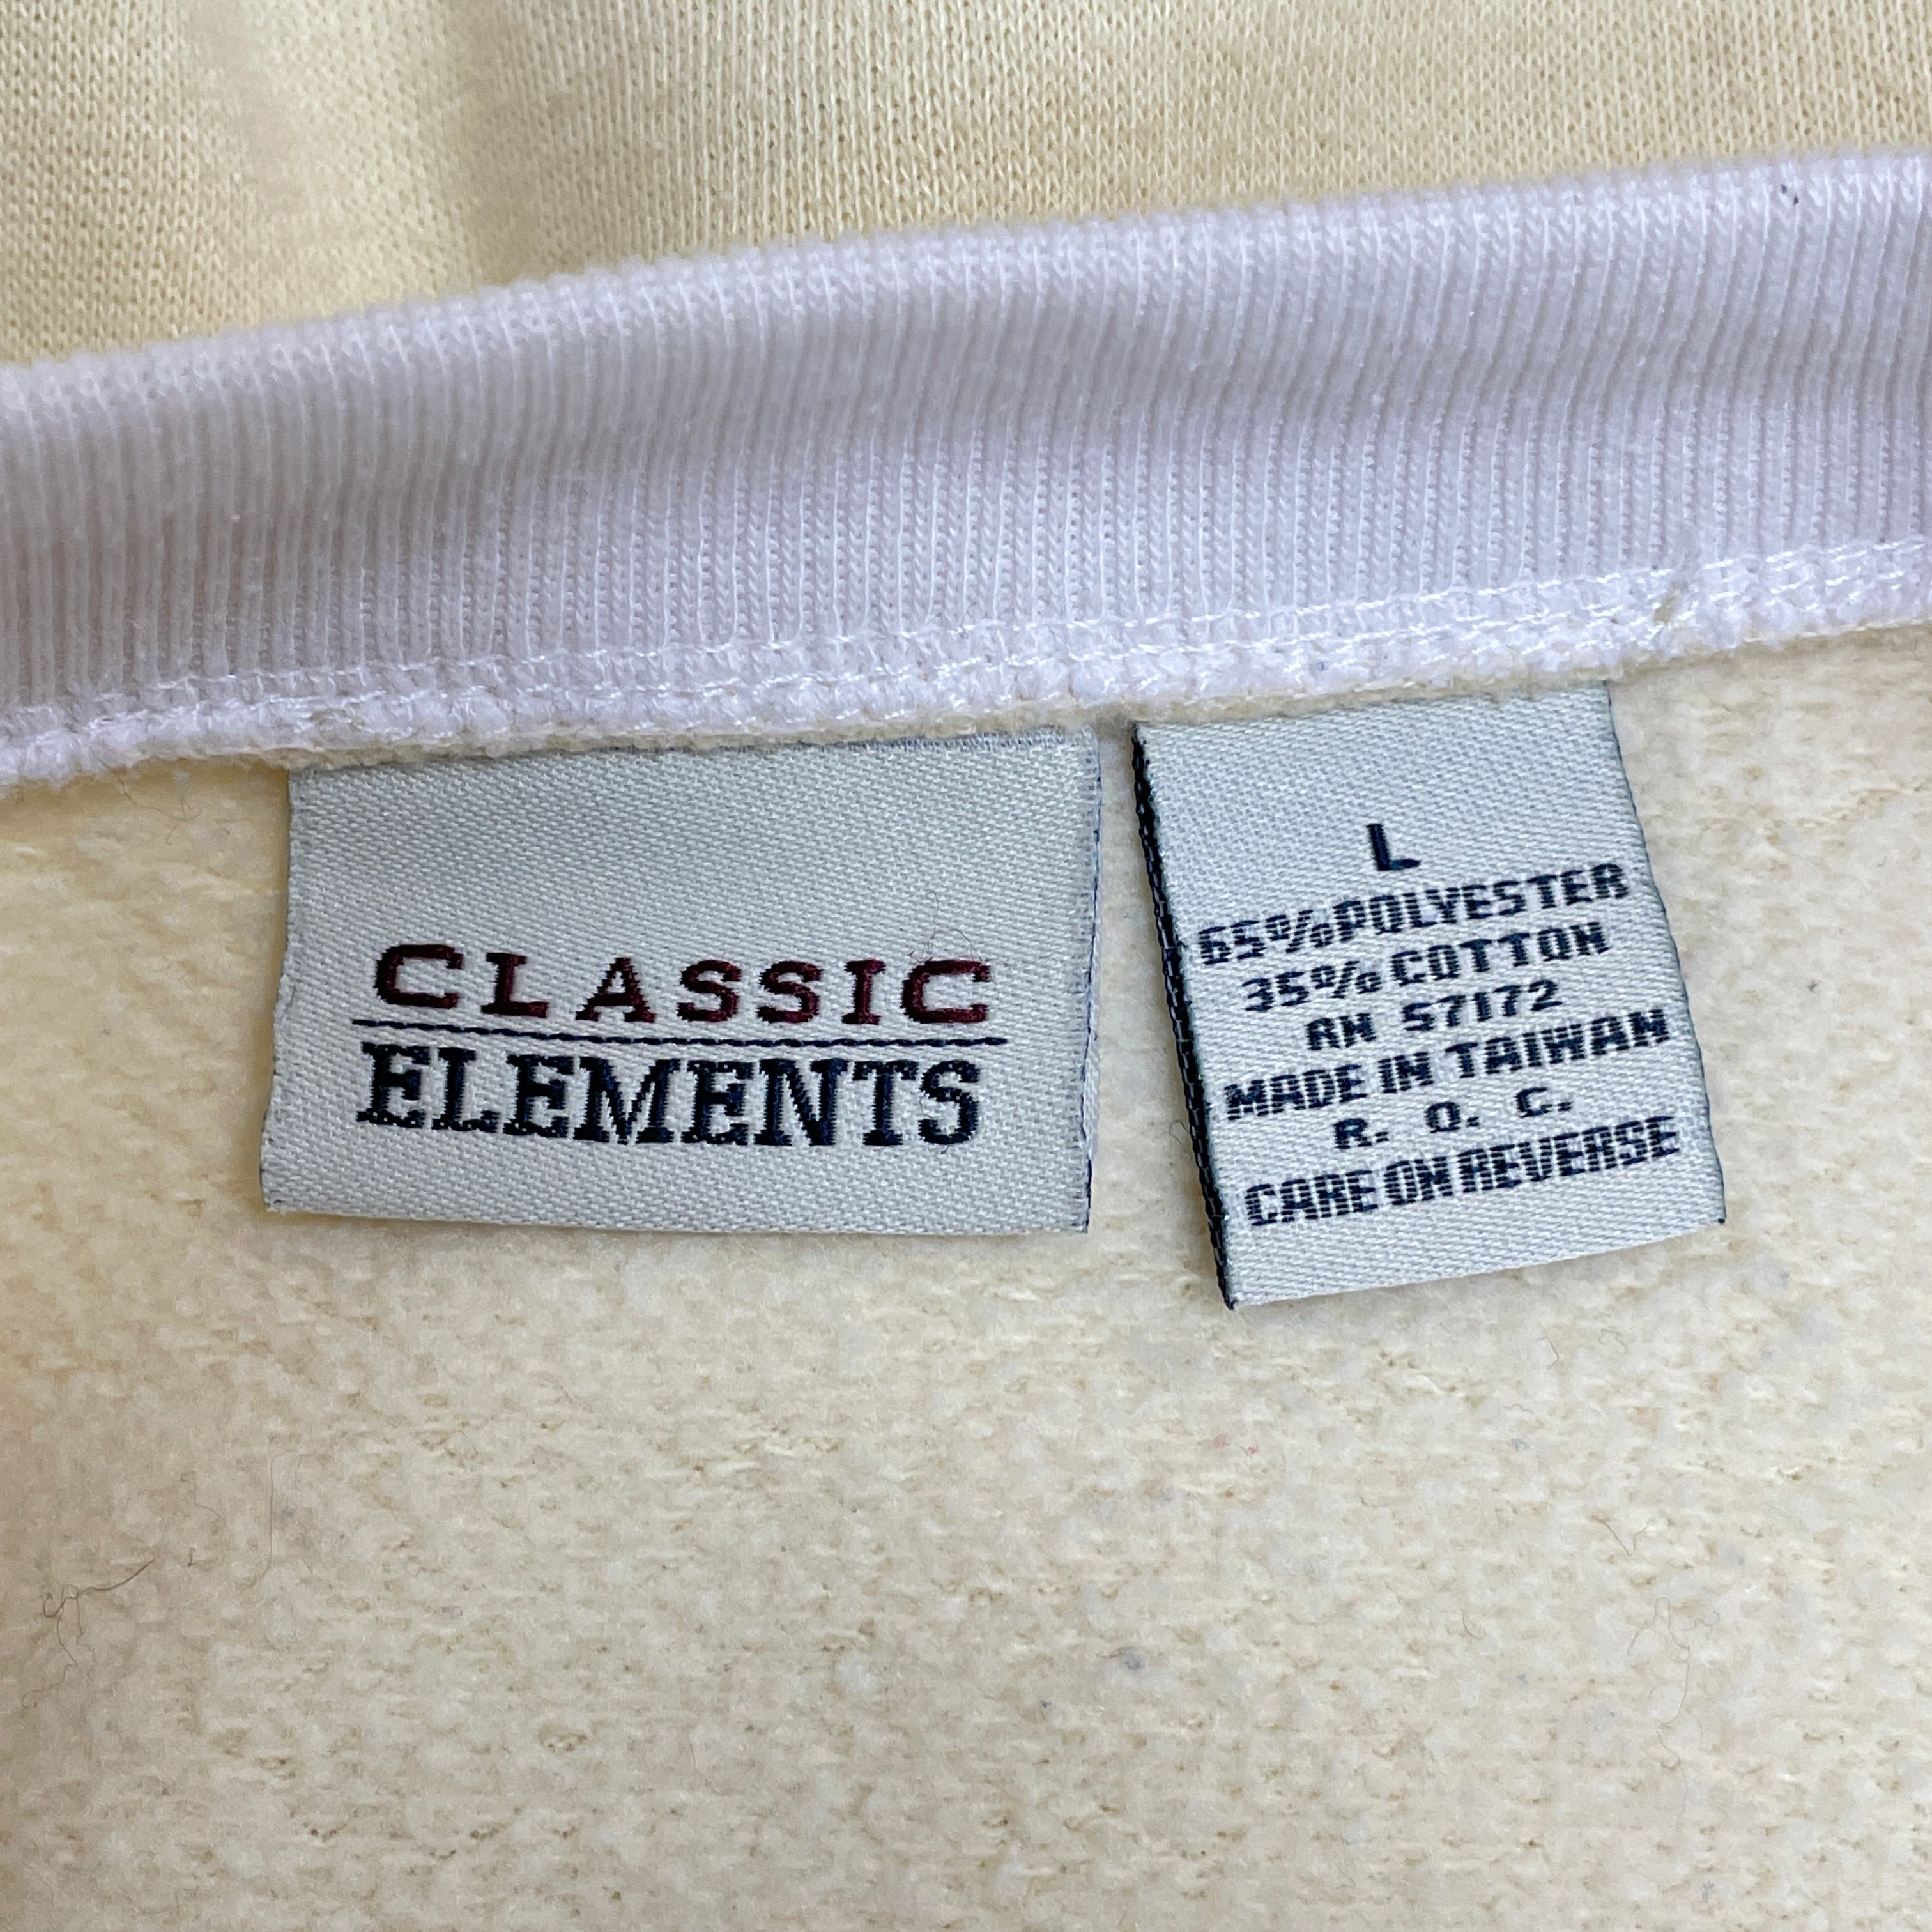 CLASSIC
ELEMENTS
L
65% POLYESTER
35% COTTON
RN 57172
MADE IN TAIWAN
R. O. C.
CARE ON REVERSE